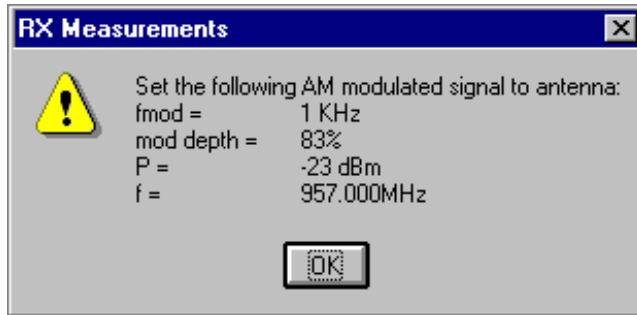 RX Measurements
Set the following AM modulated signal to antenna:
fmod = 1 KHz
mod depth = 83%
P = -23 dBm
f = 957.000MHz
OK